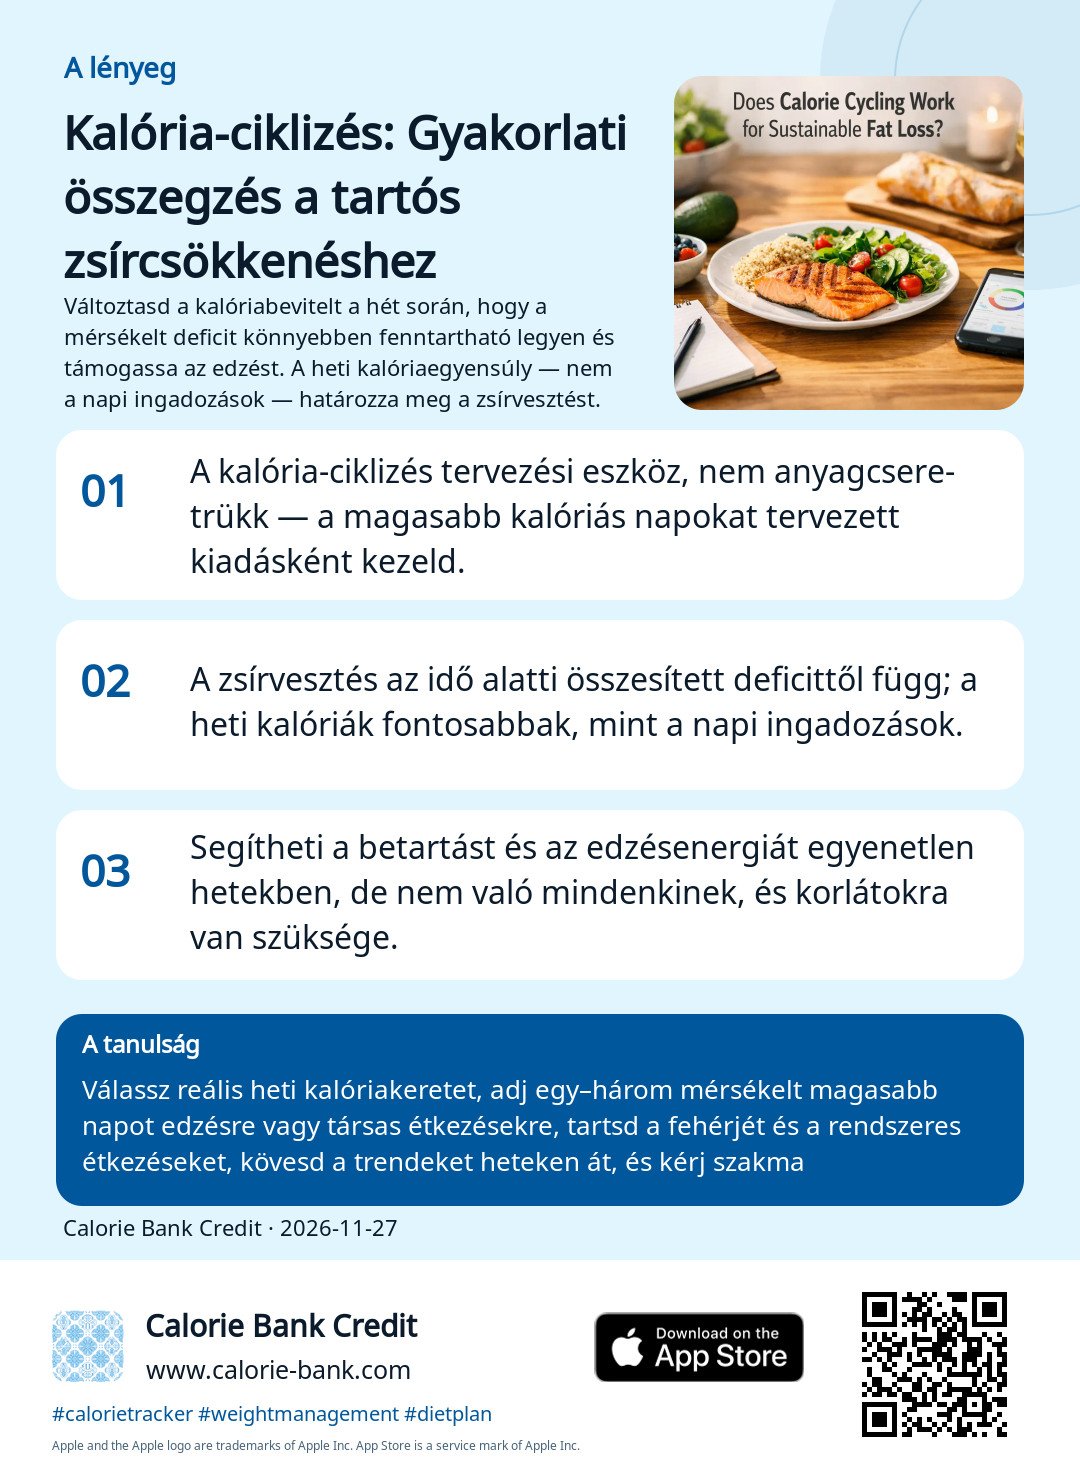 A lényeg
Kalória-ciklizés: Gyakorlati
összegzés a tartós
zsírcsökkenéshez
Változtasd a kalóriabevitelt a hét során, hogy a
mérsékelt deficit könnyebben fenntartható legyen és
támogassa az edzést. A heti kalóriaegyensúly — nem
a napi ingadozások — határozza meg a zsírvesztést.
Does Calorie Cycling Work
for Sustainable Fat Loss?
01
A kalória-ciklizés tervezési eszköz, nem anyagcsere-
trükk — a magasabb kalóriás napokat tervezett
kiadásként kezeld.
02
A zsírvesztés az idő alatti összesített deficittől függ; a
heti kalóriák fontosabbak, mint a napi ingadozások.
03
Segítheti a betartást és az edzésenergiát egyenetlen
hetekben, de nem való mindenkinek, és korlátokra
van szüksége.
A tanulság
Válassz reális heti kalóriakeretet, adj egy–három mérsékelt magasabb
napot edzésre vagy társas étkezésekre, tartsd a fehérjét és a rendszeres
étkezéseket, kövesd a trendeket heteken át, és kérj szakma
Calorie Bank Credit · 2026-11-27
Calorie Bank Credit
www.calorie-bank.com
Download on the
App Store
#calorietracker #weightmanagement #dietplan
Apple and the Apple logo are trademarks of Apple Inc. App Store is a service mark of Apple Inc.